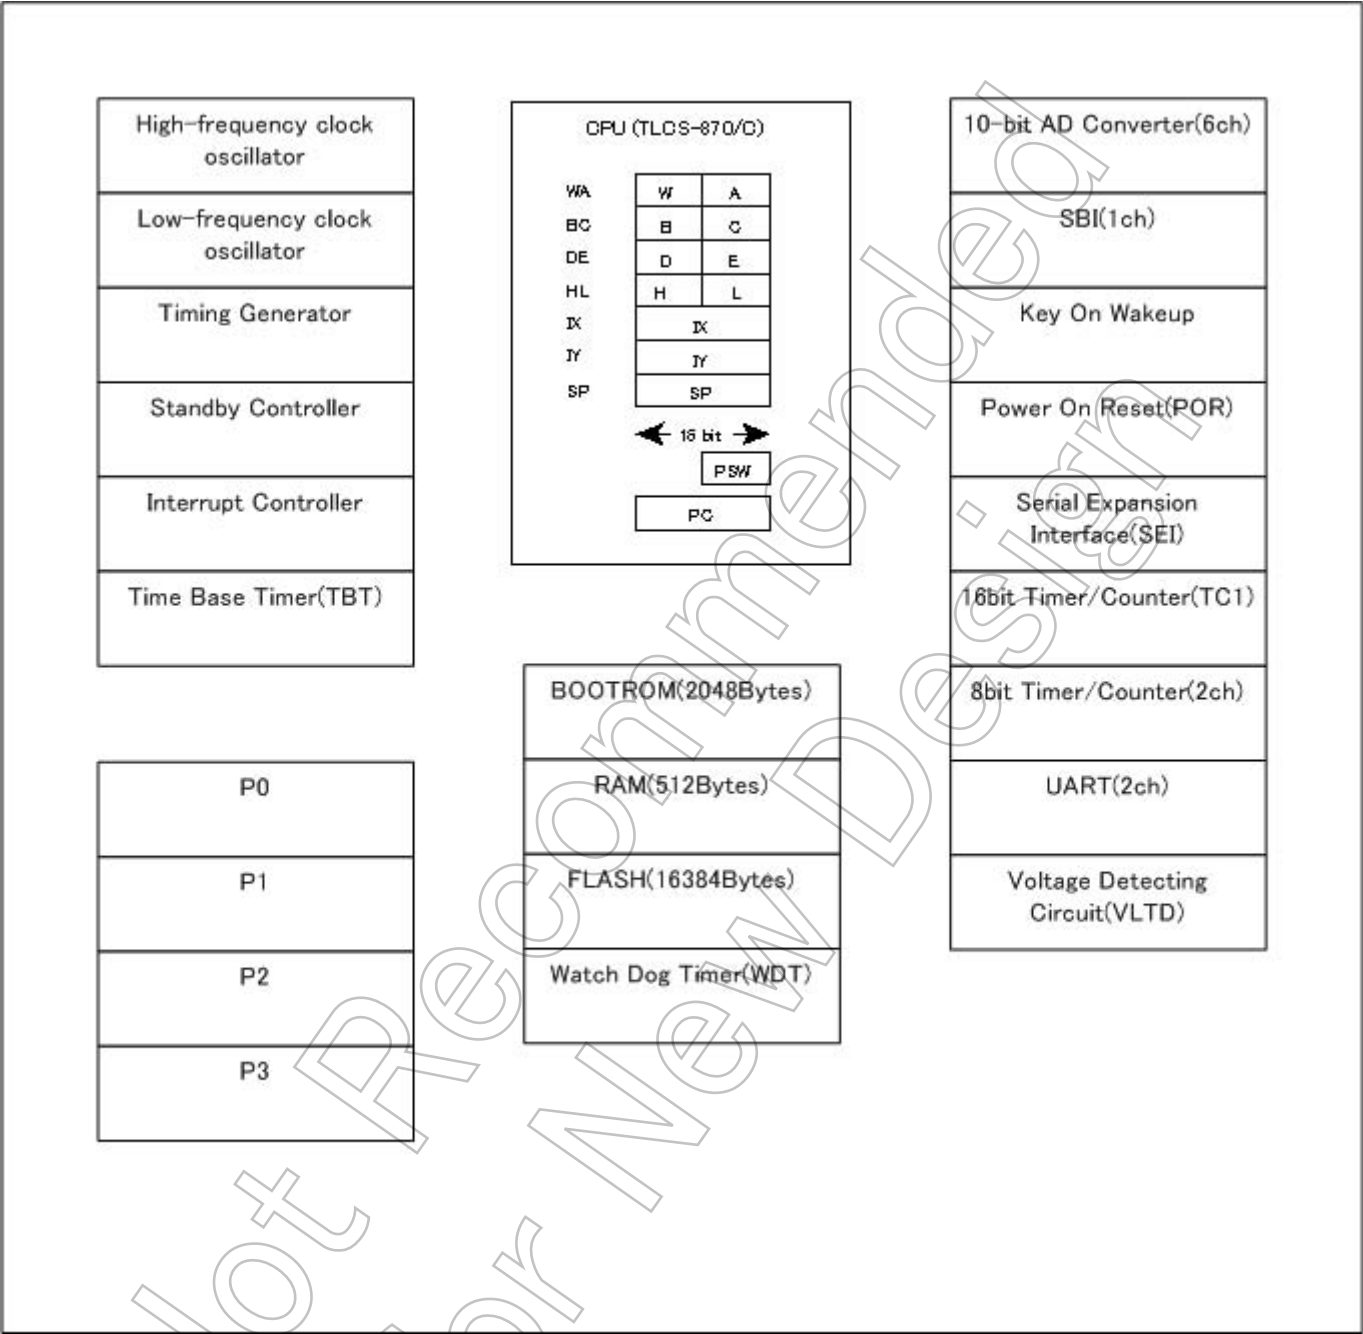 High-frequency clock
oscillator
Low-frequency clock
oscillator
Timing Generator
Standby Controller
Interrupt Controller
Time Base Timer(TBT)
P0
P1
P2
P3
CPU (TLCS-870/C)
WA W A
BC B C
DE D E
HL H L
IX IX
IY IY
SP SP
16 bit
PSW
PC
BOOTROM(2048Bytes)
RAM(512Bytes)
FLASH(16384Bytes)
Watch Dog Timer(WDT)
10-bit AD Converter(6ch)
SBI(1ch)
Key On Wakeup
Power On Reset(POR)
Serial Expansion
Interface(SEI)
16bit Timer/Counter(TC1)
8bit Timer/Counter(2ch)
UART(2ch)
Voltage Detecting
Circuit(VLTD)
ot Recommended
or New Design